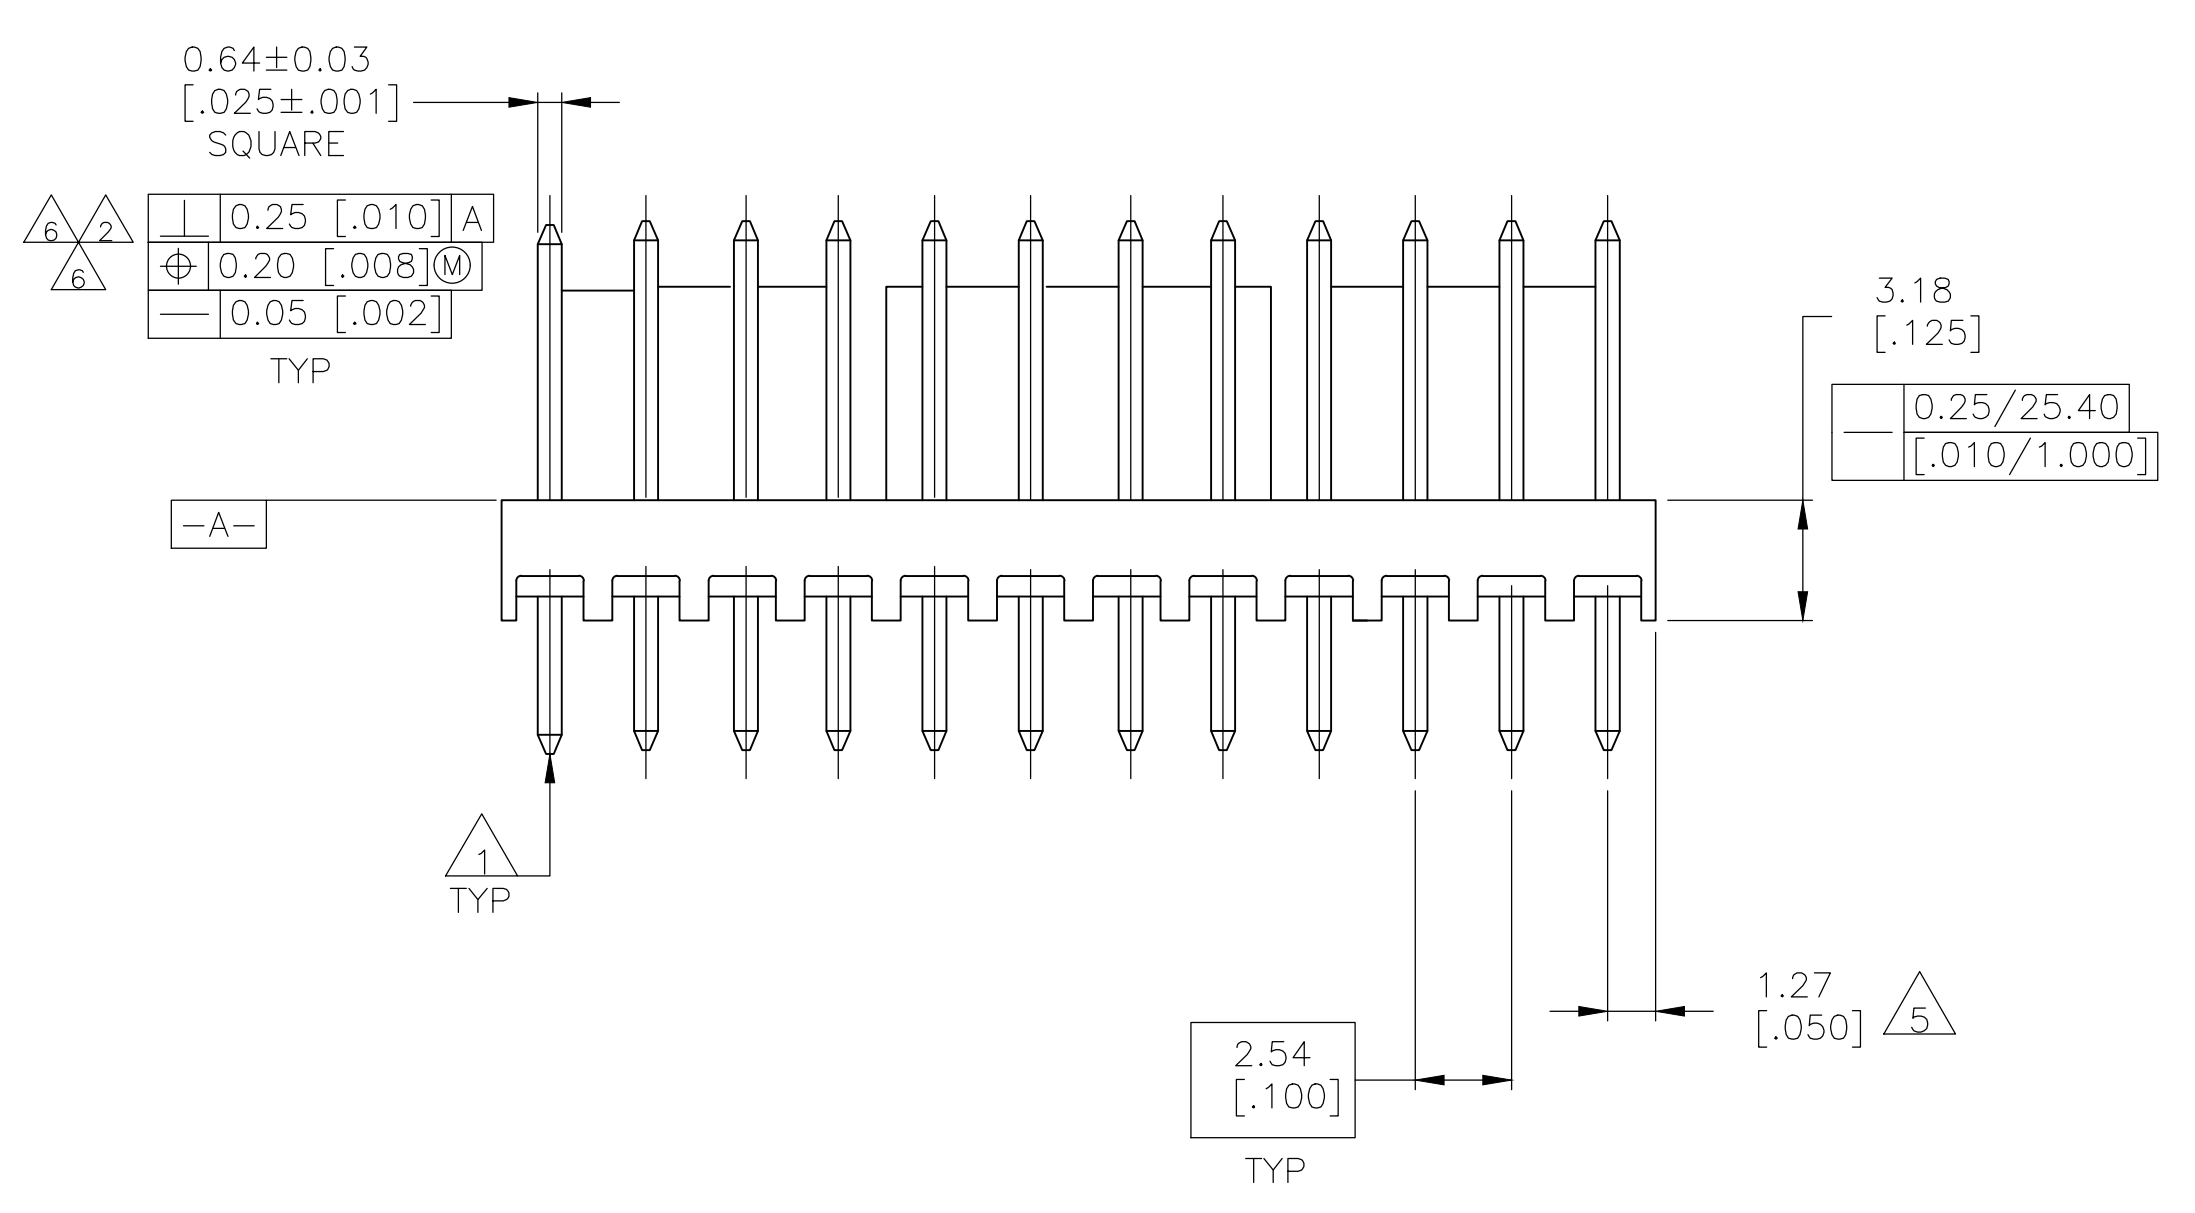 0.64±0.03
[.025±.001]
SQUARE
6 2 ⊥ 0.25 [.010] A
6 ⌖ 0.20 [.008] Ⓜ
— 0.05 [.002]
TYP
3.18
[.125]
— 0.25/25.40
[.010/1.000]
-A-
1
TYP
1.27
[.050] 5
2.54
[.100]
TYP